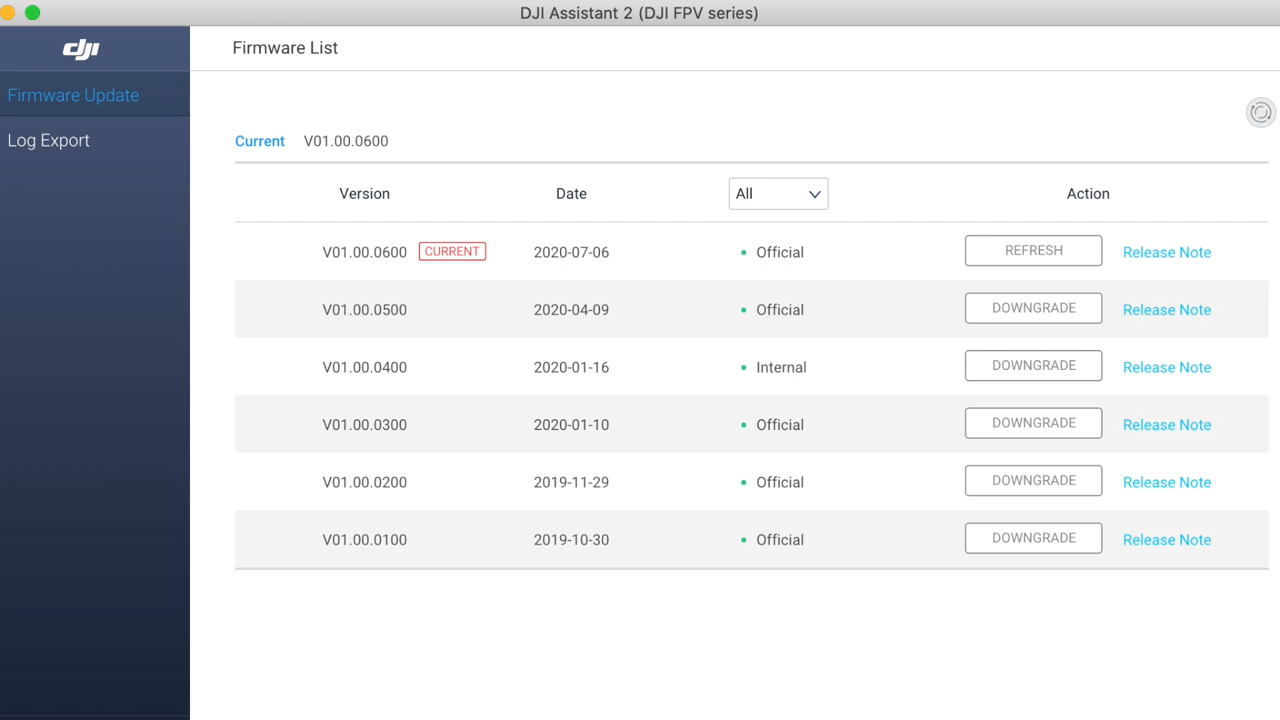 DJI Assistant 2 (DJI FPV series)
dji
Firmware List
Firmware Update
Log Export
Current V01.00.0600
Version Date All Action
V01.00.0600 CURRENT 2020-07-06 Official REFRESH Release Note
V01.00.0500 2020-04-09 Official DOWNGRADE Release Note
V01.00.0400 2020-01-16 Internal DOWNGRADE Release Note
V01.00.0300 2020-01-10 Official DOWNGRADE Release Note
V01.00.0200 2019-11-29 Official DOWNGRADE Release Note
V01.00.0100 2019-10-30 Official DOWNGRADE Release Note